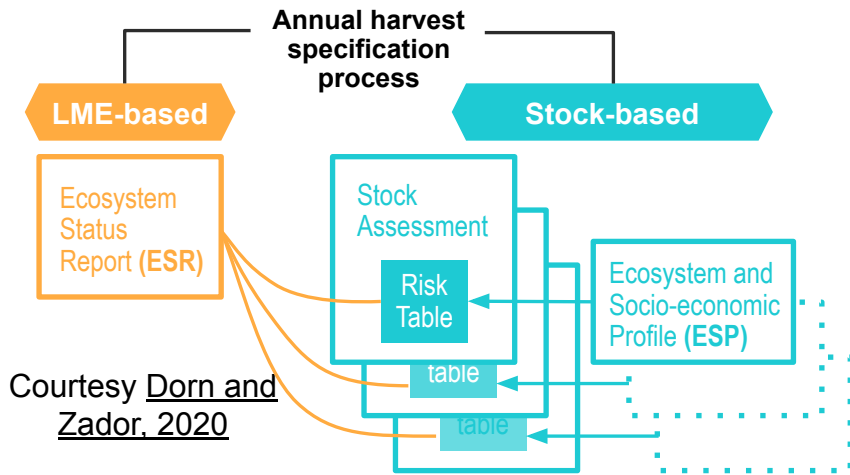 Annual harvest
specification
process
LME-based
Stock-based
Ecosystem
Status
Report (ESR)
Stock
Assessment
Risk
Table
Ecosystem and
Socio-economic
Profile (ESP)
table
table
Courtesy Dorn and
Zador, 2020